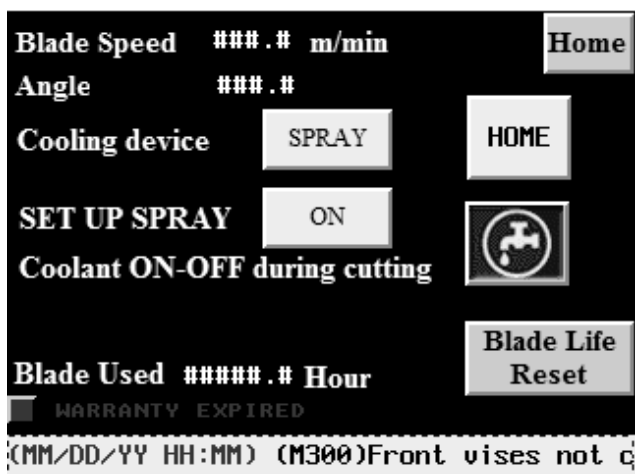 Blade Speed ###.# m/min Home
Angle ###.#
Cooling device SPRAY HOME
SET UP SPRAY ON
Coolant ON-OFF during cutting
Blade Life
Reset
Blade Used #####.# Hour
WARRANTY EXPIRED
(MM/DD/YY HH:MM) (M300)Front vises not c